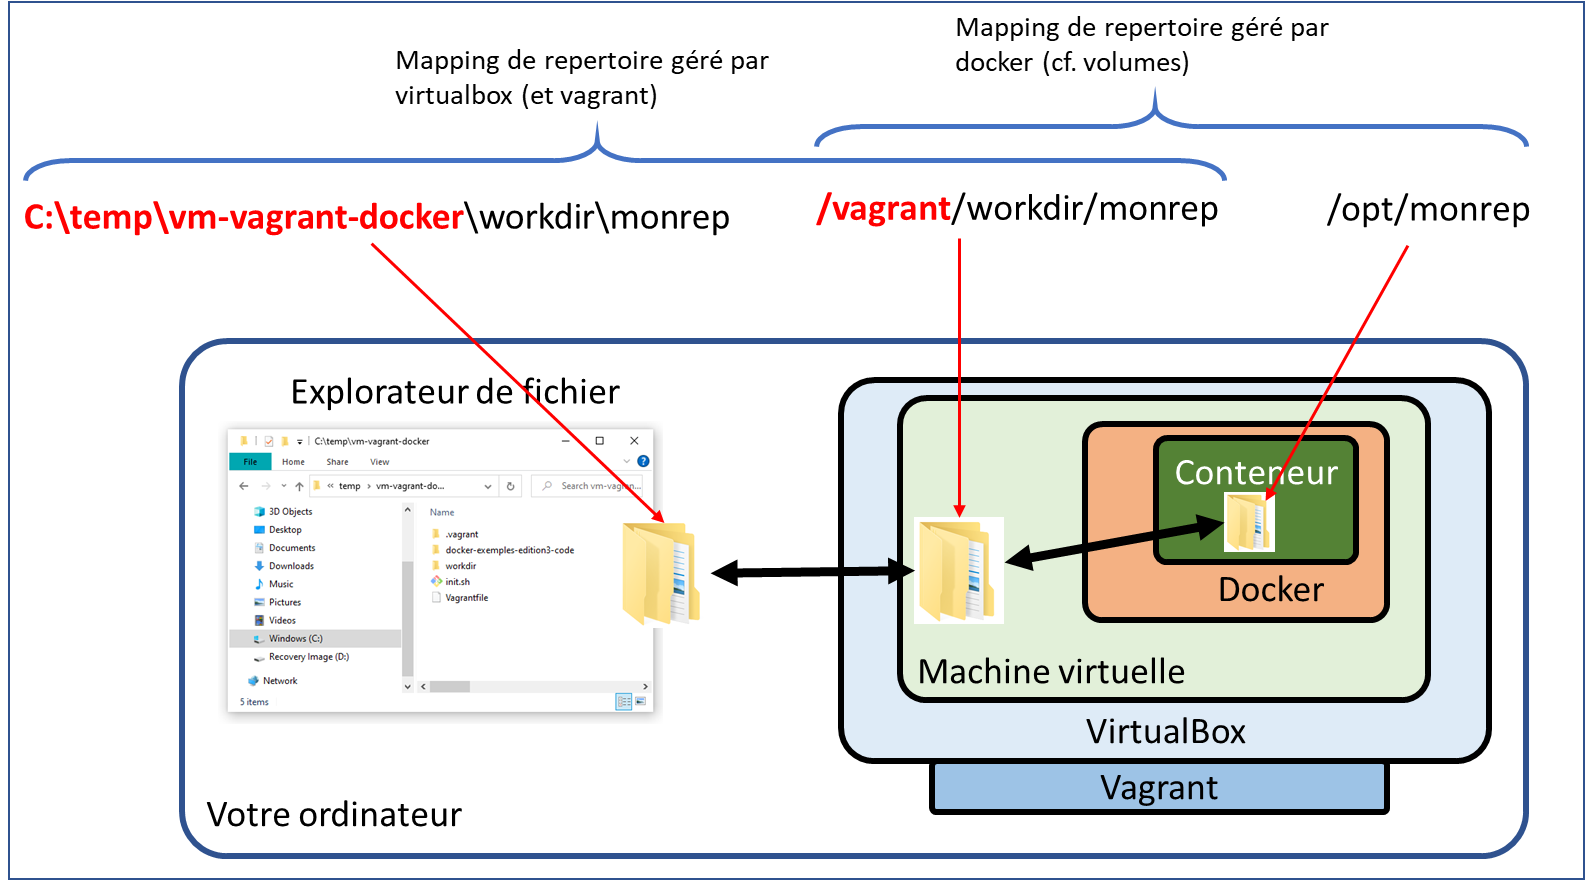 Mapping de repertoire géré par
docker (cf. volumes)
Mapping de repertoire géré par
virtualbox (et vagrant)
C:\temp\vm-vagrant-docker\workdir\monrep
/vagrant/workdir/monrep
/opt/monrep
Explorateur de fichier
C:\temp\vm-vagrant-docker
File Home Share View
temp vm-vagrant-do...
Search vm-vagran...
3D Objects
Desktop
Documents
Downloads
Music
Pictures
Videos
Windows (C:)
Recovery Image (D:)
Network
5 items
Name
.vagrant
docker-exemples-edition3-code
workdir
init.sh
Vagrantfile
Conteneur
Docker
Machine virtuelle
VirtualBox
Vagrant
Votre ordinateur